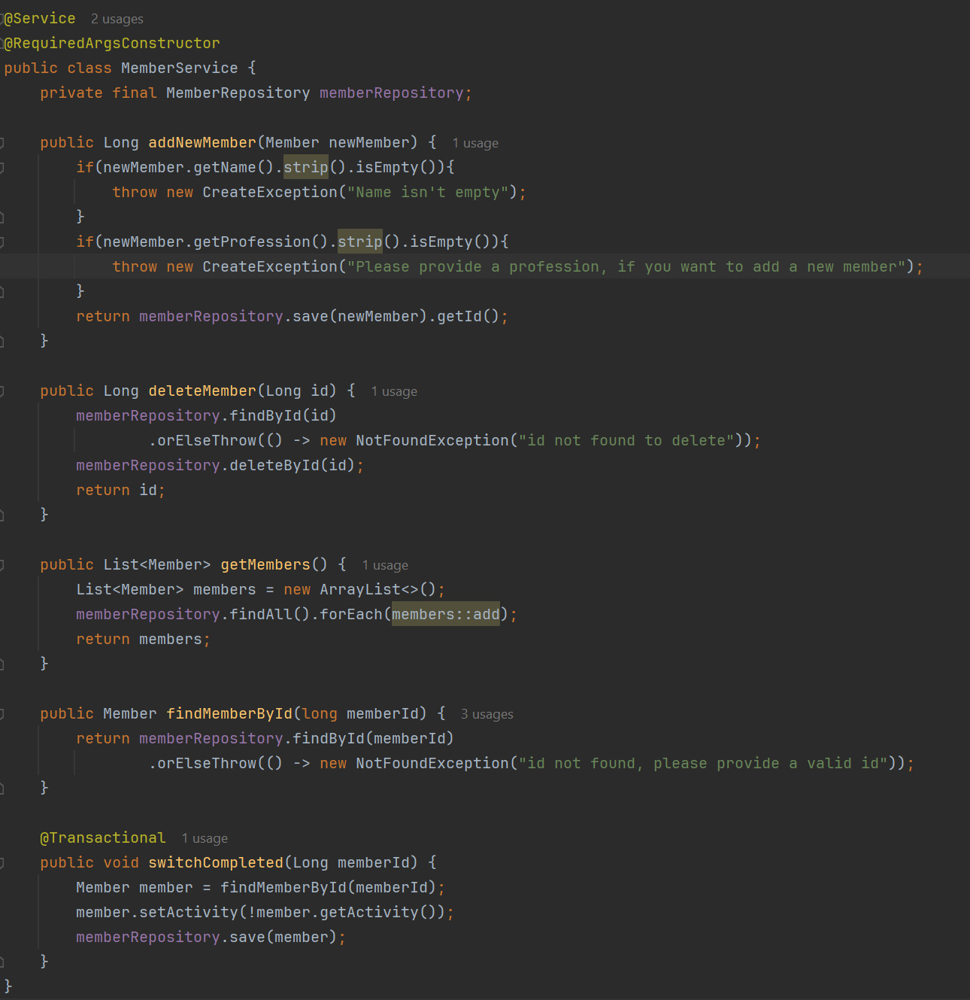 @Service 2 usages
@RequiredArgsConstructor
public class MemberService {
    private final MemberRepository memberRepository;

    public Long addNewMember(Member newMember) { 1 usage
        if(newMember.getName().strip().isEmpty()){
            throw new CreateException("Name isn't empty");
        }
        if(newMember.getProfession().strip().isEmpty()){
            throw new CreateException("Please provide a profession, if you want to add a new member");
        }
        return memberRepository.save(newMember).getId();
    }

    public Long deleteMember(Long id) { 1 usage
        memberRepository.findById(id)
                .orElseThrow(() -> new NotFoundException("id not found to delete"));
        memberRepository.deleteById(id);
        return id;
    }

    public List<Member> getMembers() { 1 usage
        List<Member> members = new ArrayList<>();
        memberRepository.findAll().forEach(members::add);
        return members;
    }

    public Member findMemberById(long memberId) { 3 usages
        return memberRepository.findById(memberId)
                .orElseThrow(() -> new NotFoundException("id not found, please provide a valid id"));
    }

    @Transactional 1 usage
    public void switchCompleted(Long memberId) {
        Member member = findMemberById(memberId);
        member.setActivity(!member.getActivity());
        memberRepository.save(member);
    }
}